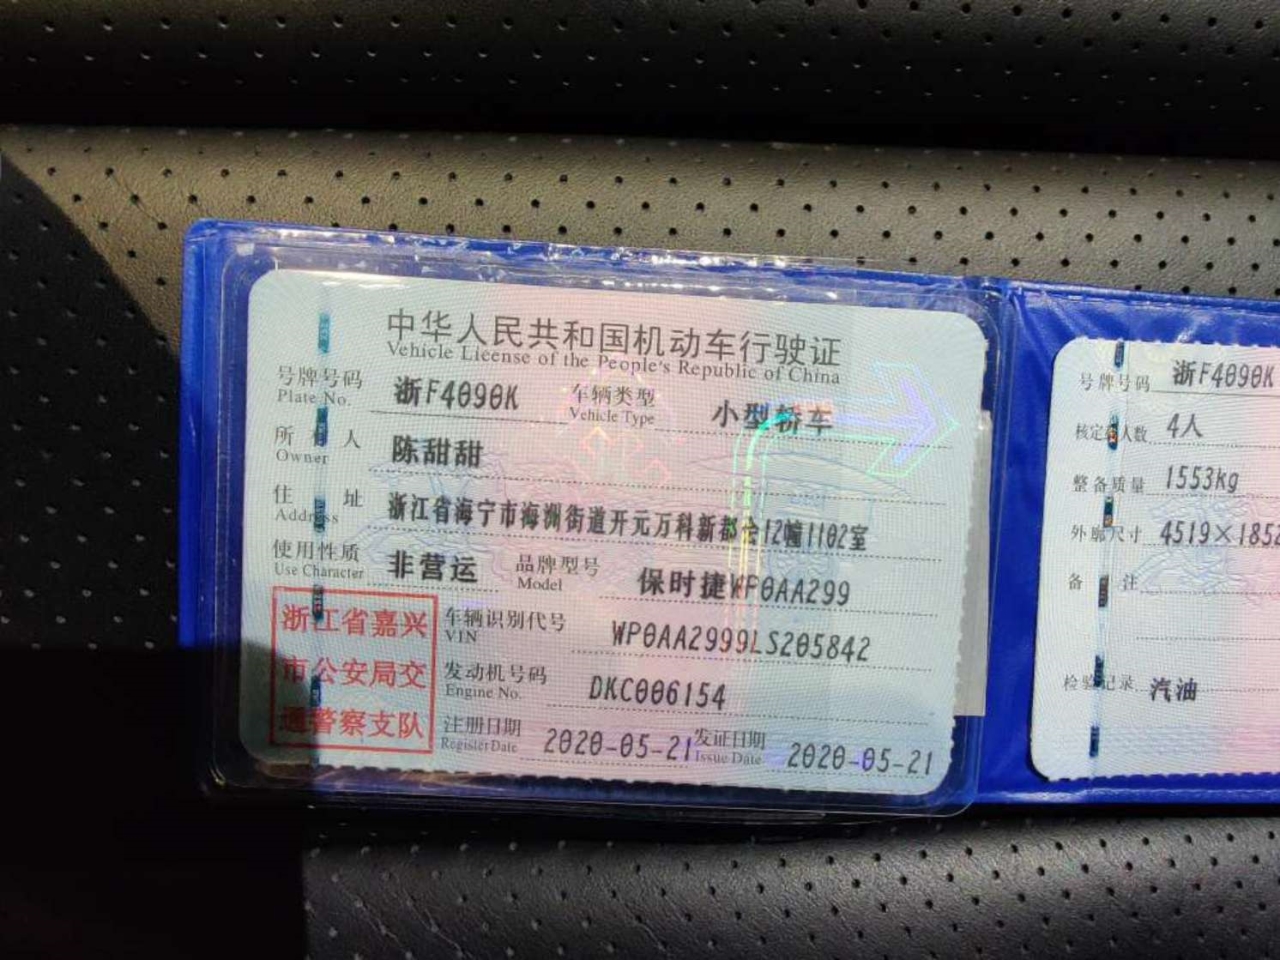 中华人民共和国机动车行驶证
Vehicle License of the People's Republic of China
号牌号码 浙F4090K 车辆类型 小型轿车
Plate No. Vehicle Type
所 人 陈甜甜
Owner
住 址 浙江省海宁市海洲街道开元万科新都会12幢1102室
Address
使用性质 非营运 品牌型号 保时捷WP0AA299
Use Character Model
浙江省嘉兴
市公安局交
通警察支队
车辆识别代号 WP0AA2999LS205842
VIN
发动机号码 DKC006154
Engine No.
注册日期 2020-05-21 发证日期 2020-05-21
Register Date Issue Date
号牌号码 浙F4090K
核定 人数 4人
整备质量 1553kg
外廓尺寸 4519×1852
备 注
检验记录 汽油